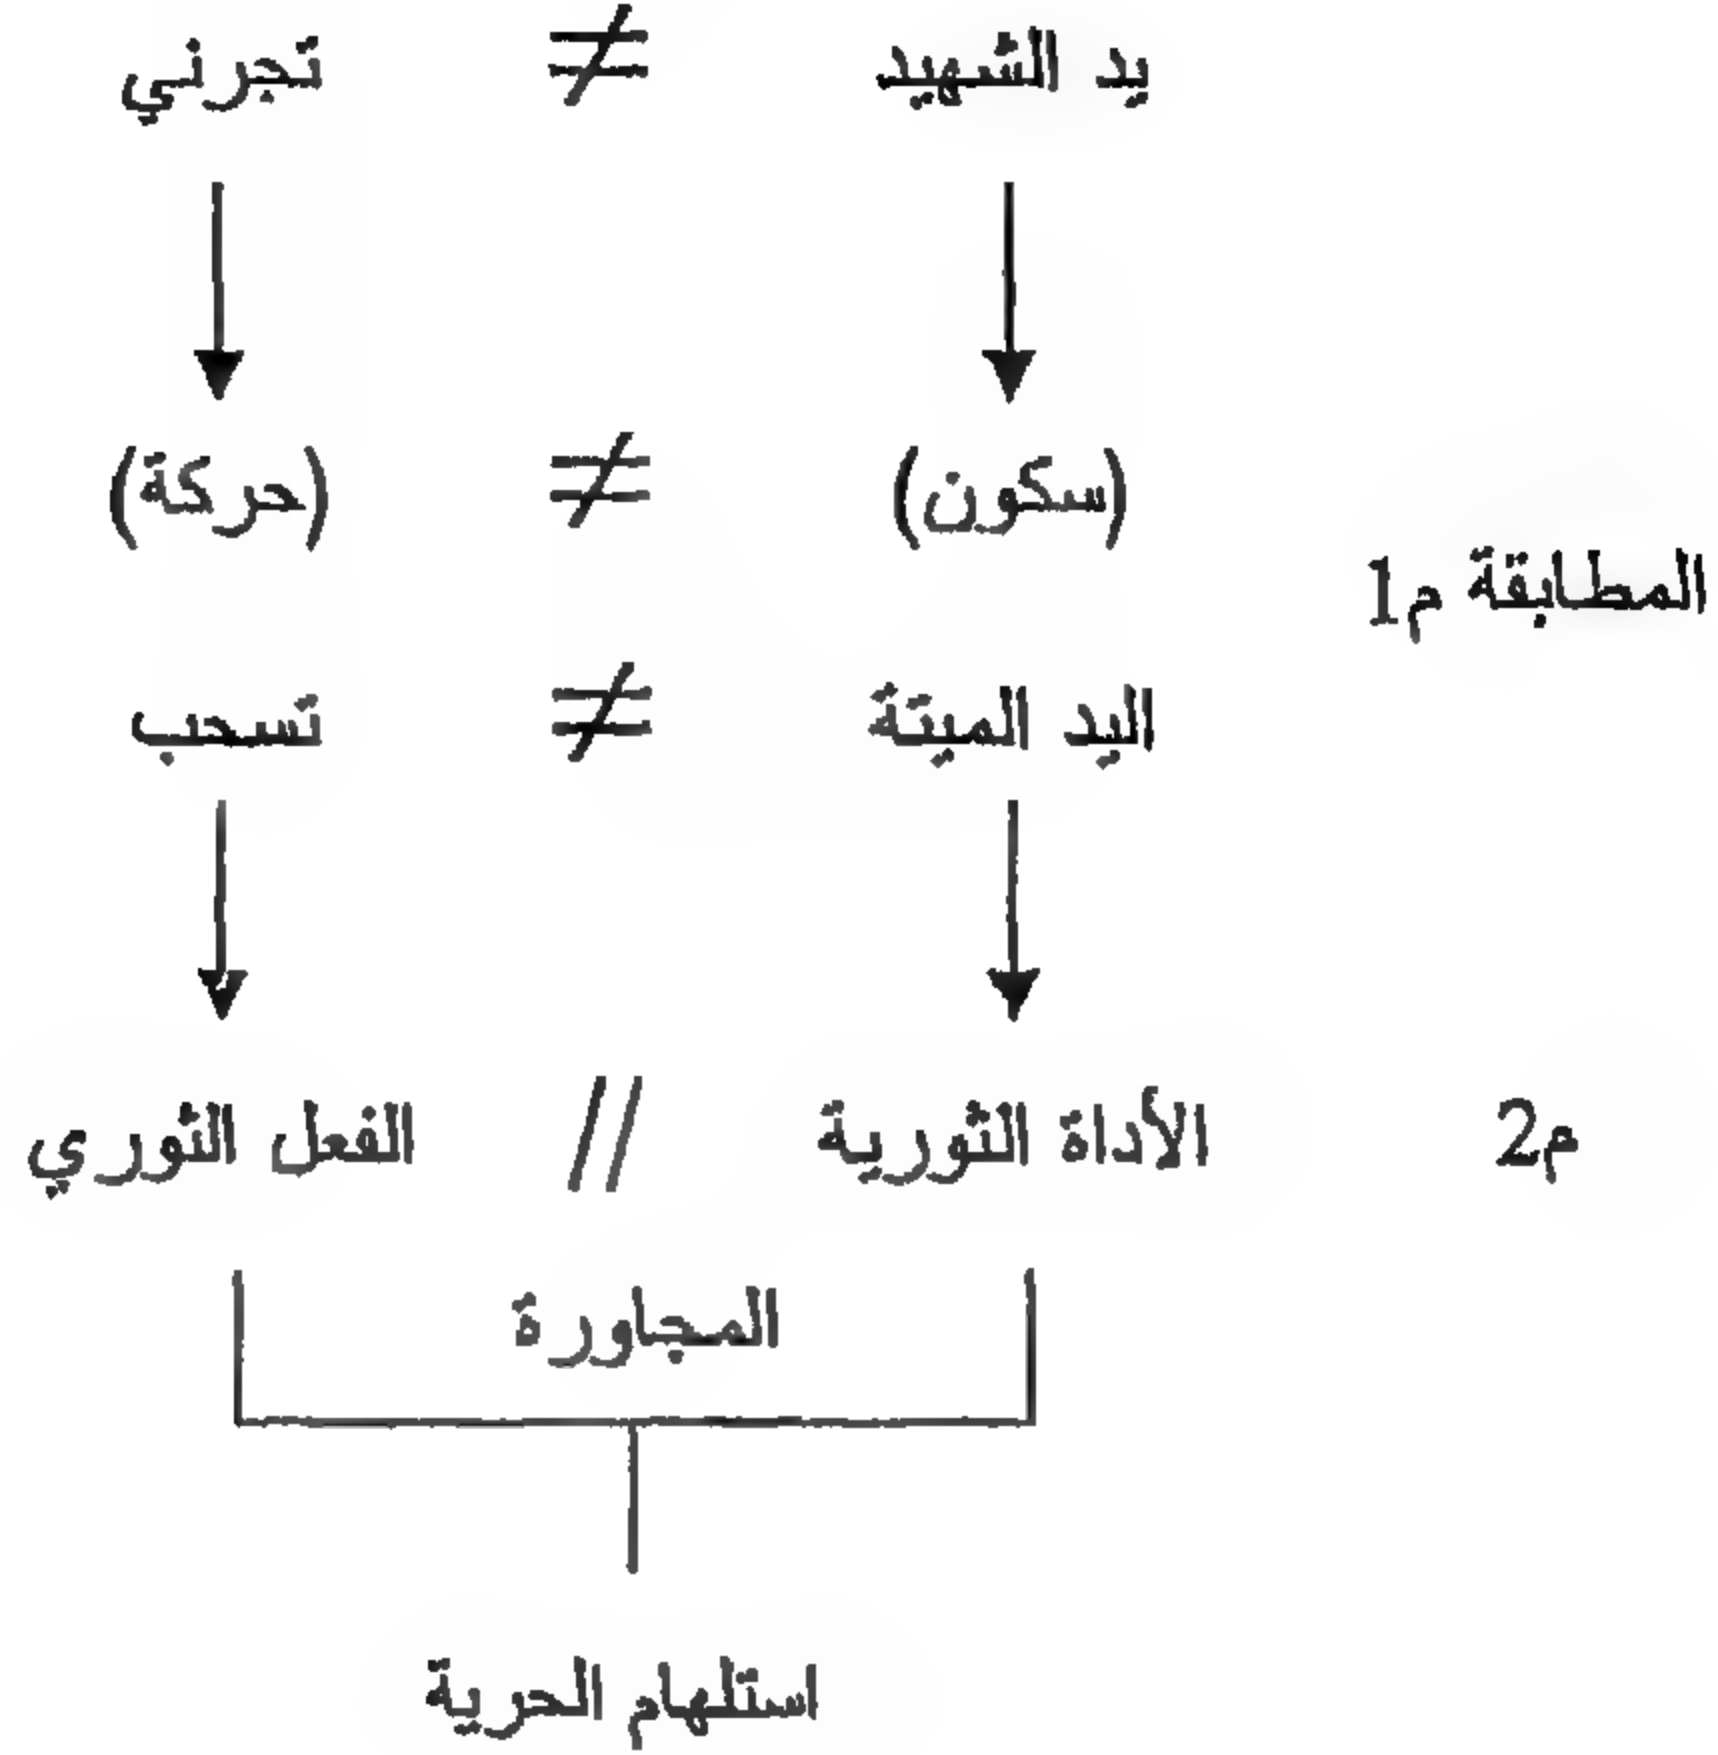 يد الشهيد ≠ تجرني
(سكون) ≠ (حركة)
المطابقة م1
اليد الميتة ≠ تسحب
م2 الأداة الثورية // الفعل الثوري
المجاورة
استلهام الحرية